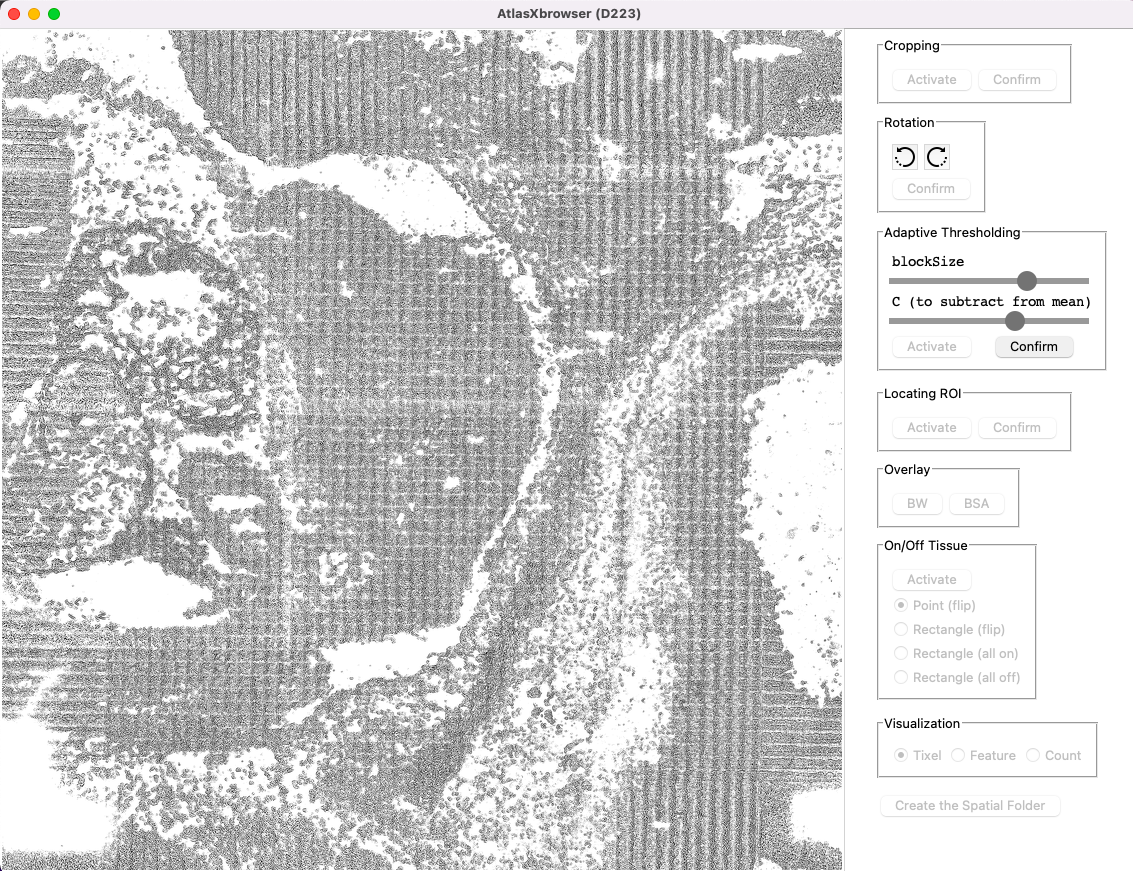 AtlasXbrowser (D223)
Cropping
Activate Confirm
Rotation
Confirm
Adaptive Thresholding
blockSize
C (to subtract from mean)
Activate Confirm
Locating ROI
Activate Confirm
Overlay
BW BSA
On/Off Tissue
Activate
Point (flip)
Rectangle (flip)
Rectangle (all on)
Rectangle (all off)
Visualization
Tixel Feature Count
Create the Spatial Folder